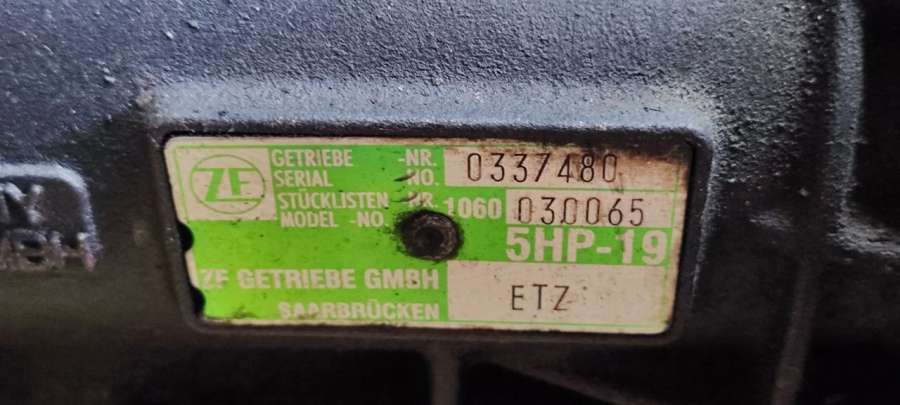 ZF
GETRIEBE -NR. 0337480
SERIAL -NO.
STÜCKLISTEN -NR. 1060 030065
MODEL -NO.
5HP-19
ZF GETRIEBE GMBH
SAARBRÜCKEN
ETZ